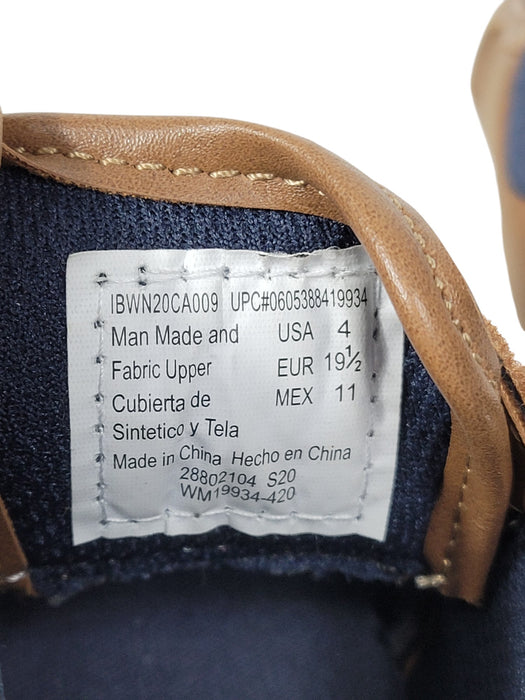 IBWN20CA009 UPC#0605388419934
Man Made and USA 4
Fabric Upper EUR 19½
Cubierta de MEX 11
Sintetico y Tela
Made in China Hecho en China
28802104 S20
WM19934-420